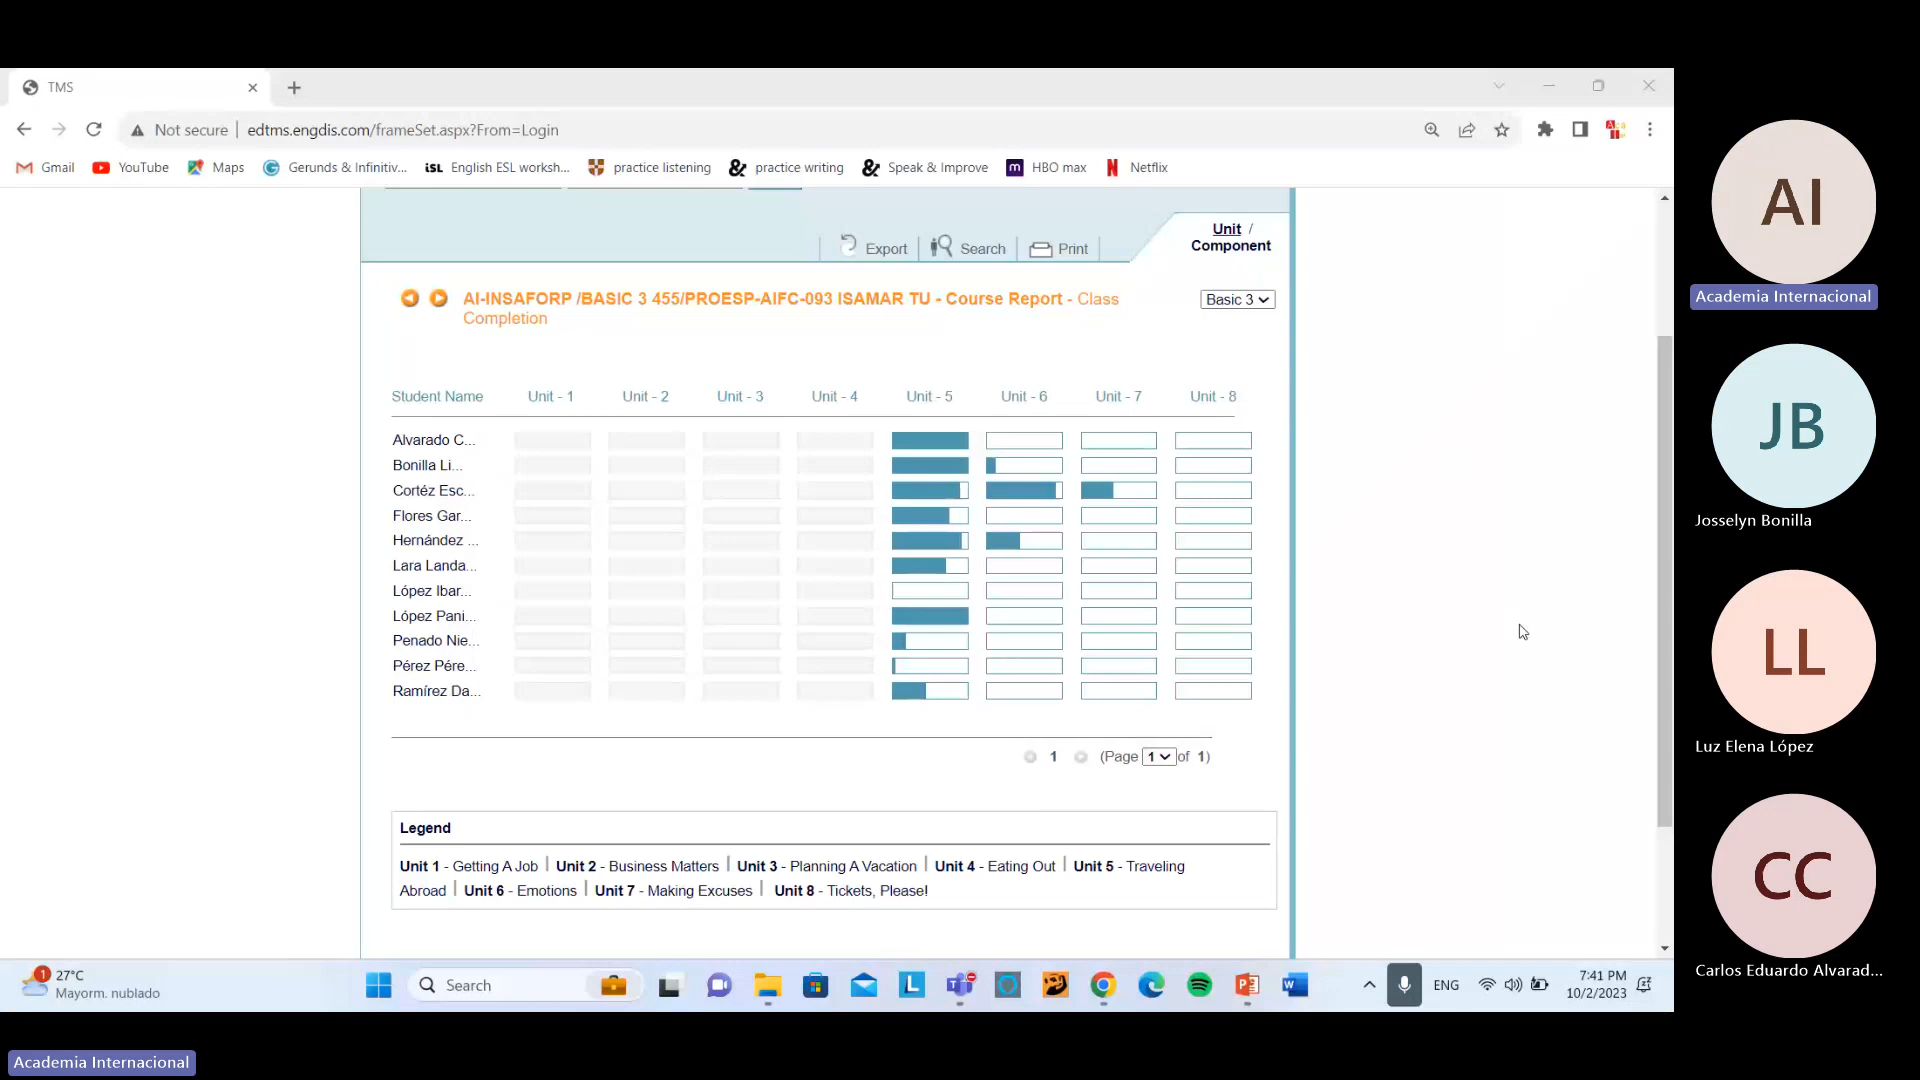 TMS
Not secure | edtms.engdis.com/frameSet.aspx?From=Login
Gmail YouTube Maps Gerunds & Infinitiv... iSL English ESL worksh... practice listening practice writing Speak & Improve HBO max Netflix
Export Search Print Unit /
Component
AI-INSAFORP /BASIC 3 455/PROESP-AIFC-093 ISAMAR TU - Course Report - Class
Completion
Basic 3
Student Name Unit - 1 Unit - 2 Unit - 3 Unit - 4 Unit - 5 Unit - 6 Unit - 7 Unit - 8
Alvarado C...
Bonilla Li...
Cortéz Esc...
Flores Gar...
Hernández ...
Lara Landa...
López Ibar...
López Pani...
Penado Nie...
Pérez Pére...
Ramírez Da...
1 (Page 1 of 1)
Legend
Unit 1 - Getting A Job | Unit 2 - Business Matters | Unit 3 - Planning A Vacation | Unit 4 - Eating Out | Unit 5 - Traveling
Abroad | Unit 6 - Emotions | Unit 7 - Making Excuses | Unit 8 - Tickets, Please!
1 27°C
Mayorm. nublado
Search
ENG
7:41 PM
10/2/2023
AI
Academia Internacional
JB
Josselyn Bonilla
LL
Luz Elena López
CC
Carlos Eduardo Alvarad...
Academia Internacional